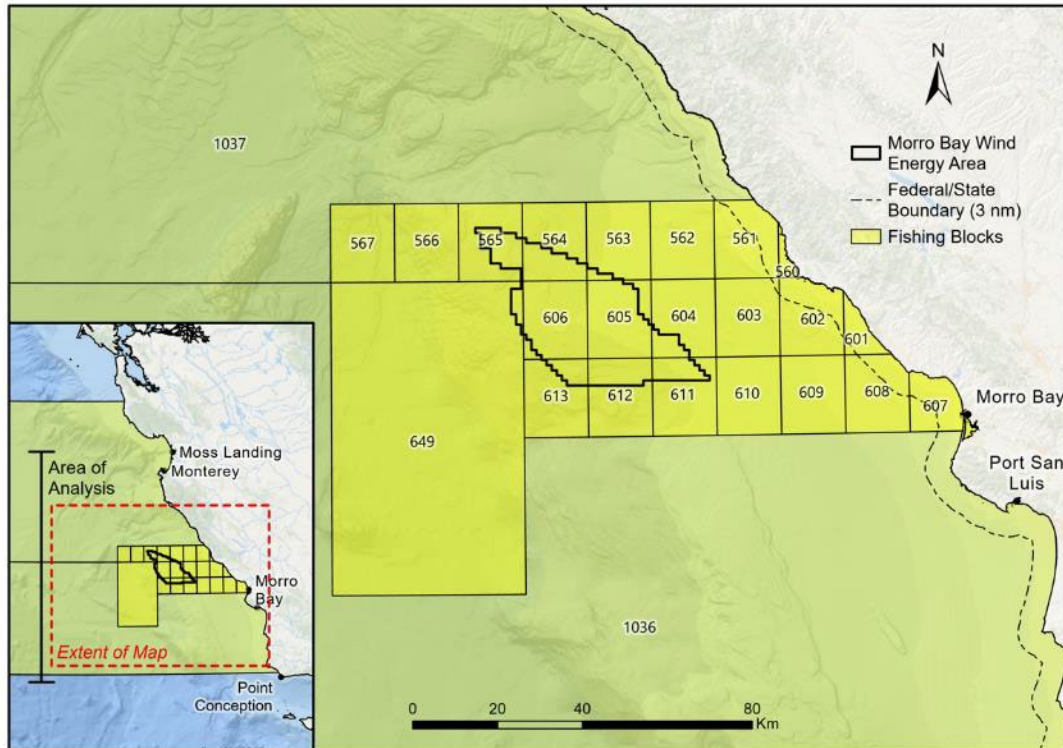 N
Morro Bay Wind
Energy Area
Federal/State
Boundary (3 nm)
Fishing Blocks
1037
567
566
565
564
563
562
561
560
606
605
604
603
602
601
613
612
611
610
609
608
607
649
1036
Morro Bay
Port San
Luis
Moss Landing
Monterey
Area of
Analysis
Morro
Bay
Extent of Map
Point
Conception
0
20
40
60
80
Km